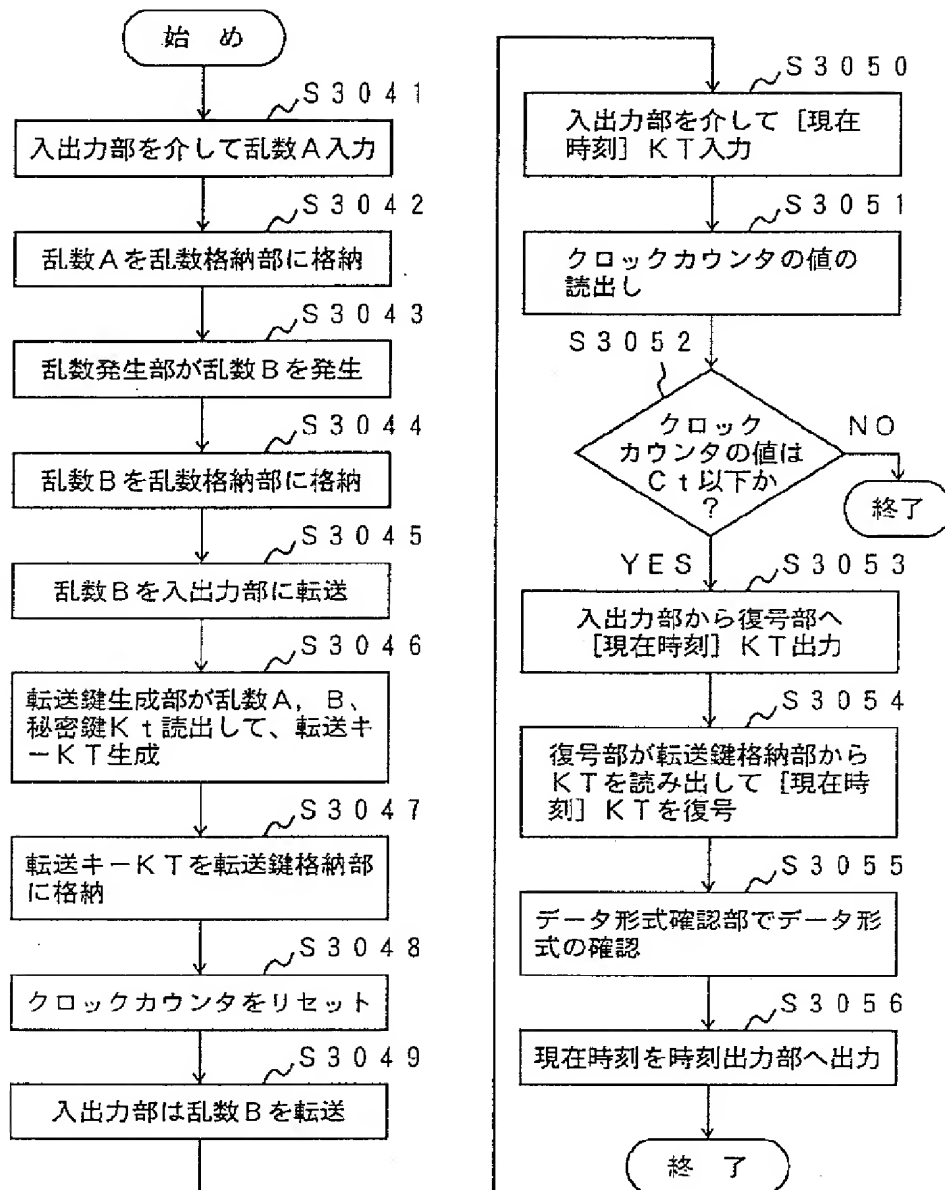 始 め
S3041
入出力部を介して乱数A入力
S3042
乱数Aを乱数格納部に格納
S3043
乱数発生部が乱数Bを発生
S3044
乱数Bを乱数格納部に格納
S3045
乱数Bを入出力部に転送
S3046
転送鍵生成部が乱数A，B、
秘密鍵Kt読出して、転送キ
ーKT生成
S3047
転送キーKTを転送鍵格納部
に格納
S3048
クロックカウンタをリセット
S3049
入出力部は乱数Bを転送
S3050
入出力部を介して［現在
時刻］KT入力
S3051
クロックカウンタの値の
読出し
S3052
クロック
カウンタの値は
Ct以下か
？
NO
終了
YES
S3053
入出力部から復号部へ
［現在時刻］KT出力
S3054
復号部が転送鍵格納部から
KTを読み出して［現在時
刻］KTを復号
S3055
データ形式確認部でデータ形
式の確認
S3056
現在時刻を時刻出力部へ出力
終 了